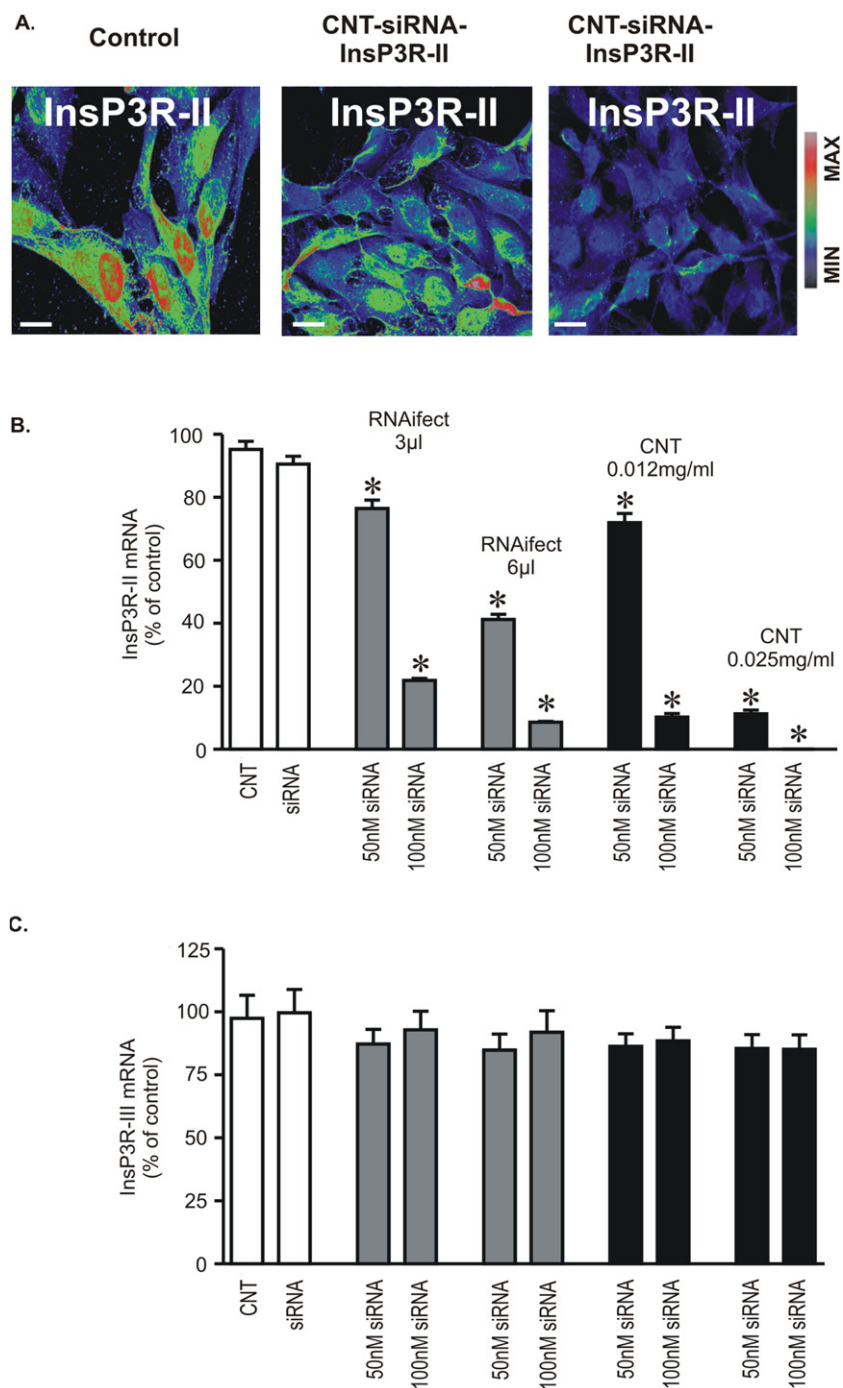 A.
Control
CNT-siRNA-
InsP3R-II
CNT-siRNA-
InsP3R-II
InsP3R-II
InsP3R-II
InsP3R-II
MAX
MIN
B.
InsP3R-II mRNA
(% of control)
100
80
60
40
20
0
RNAifect
3µl
RNAifect
6µl
CNT
0.012mg/ml
CNT
0.025mg/ml
*
*
*
*
*
*
*
*
CNT
siRNA
50nM siRNA
100nM siRNA
50nM siRNA
100nM siRNA
50nM siRNA
100nM siRNA
50nM siRNA
100nM siRNA
C.
InsP3R-III mRNA
(% of control)
125
100
75
50
25
0
CNT
siRNA
50nM siRNA
100nM siRNA
50nM siRNA
100nM siRNA
50nM siRNA
100nM siRNA
50nM siRNA
100nM siRNA